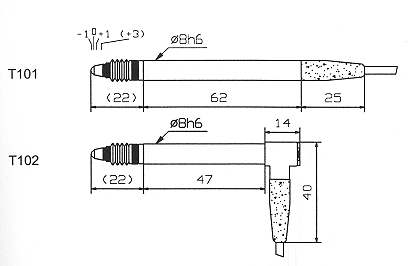 -1 0 +1 (+3)
ø8h6
T101
(22) 62 25
ø8h6
14
T102
(22) 47
40